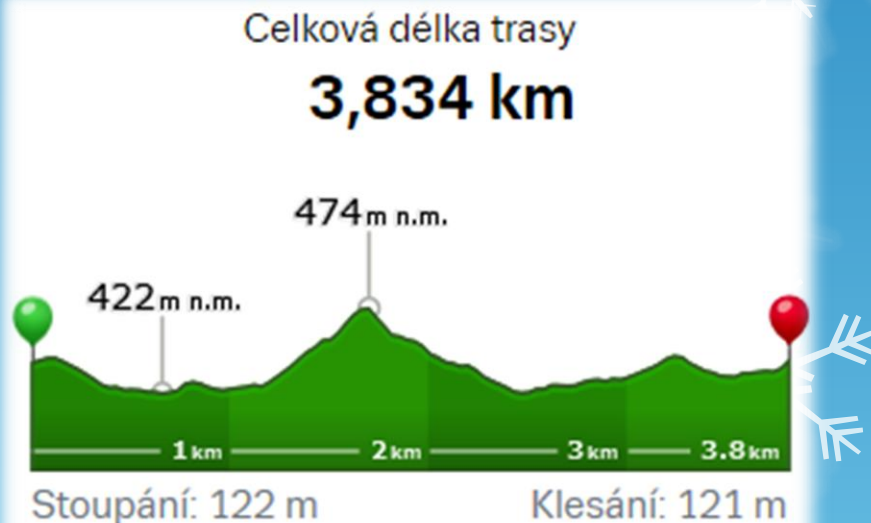 Celková délka trasy
3,834 km
474m n.m.
422m n.m.
1km 2km 3km 3.8km
Stoupání: 122 m Klesání: 121 m